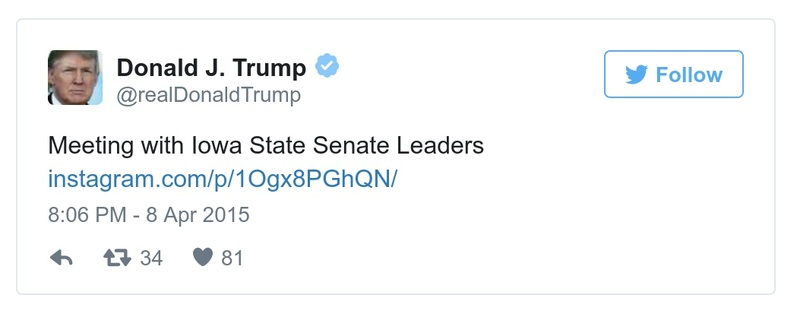 Donald J. Trump
@realDonaldTrump
Follow
Meeting with Iowa State Senate Leaders
instagram.com/p/1Ogx8PGhQN/
8:06 PM - 8 Apr 2015
34 81